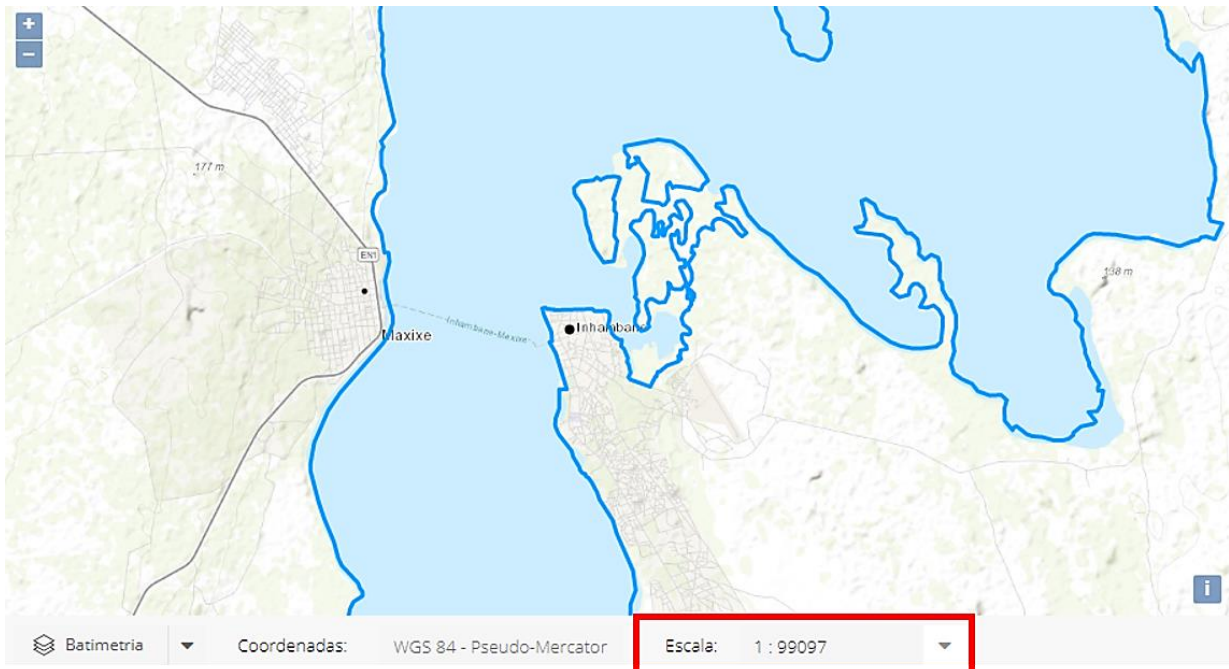 +
−
177 m
EN1
138 m
Inhambane-Maxixe
Inhambane
Maxixe
i
Batimetria
Coordenadas: WGS 84 - Pseudo-Mercator
Escala: 1 : 99097